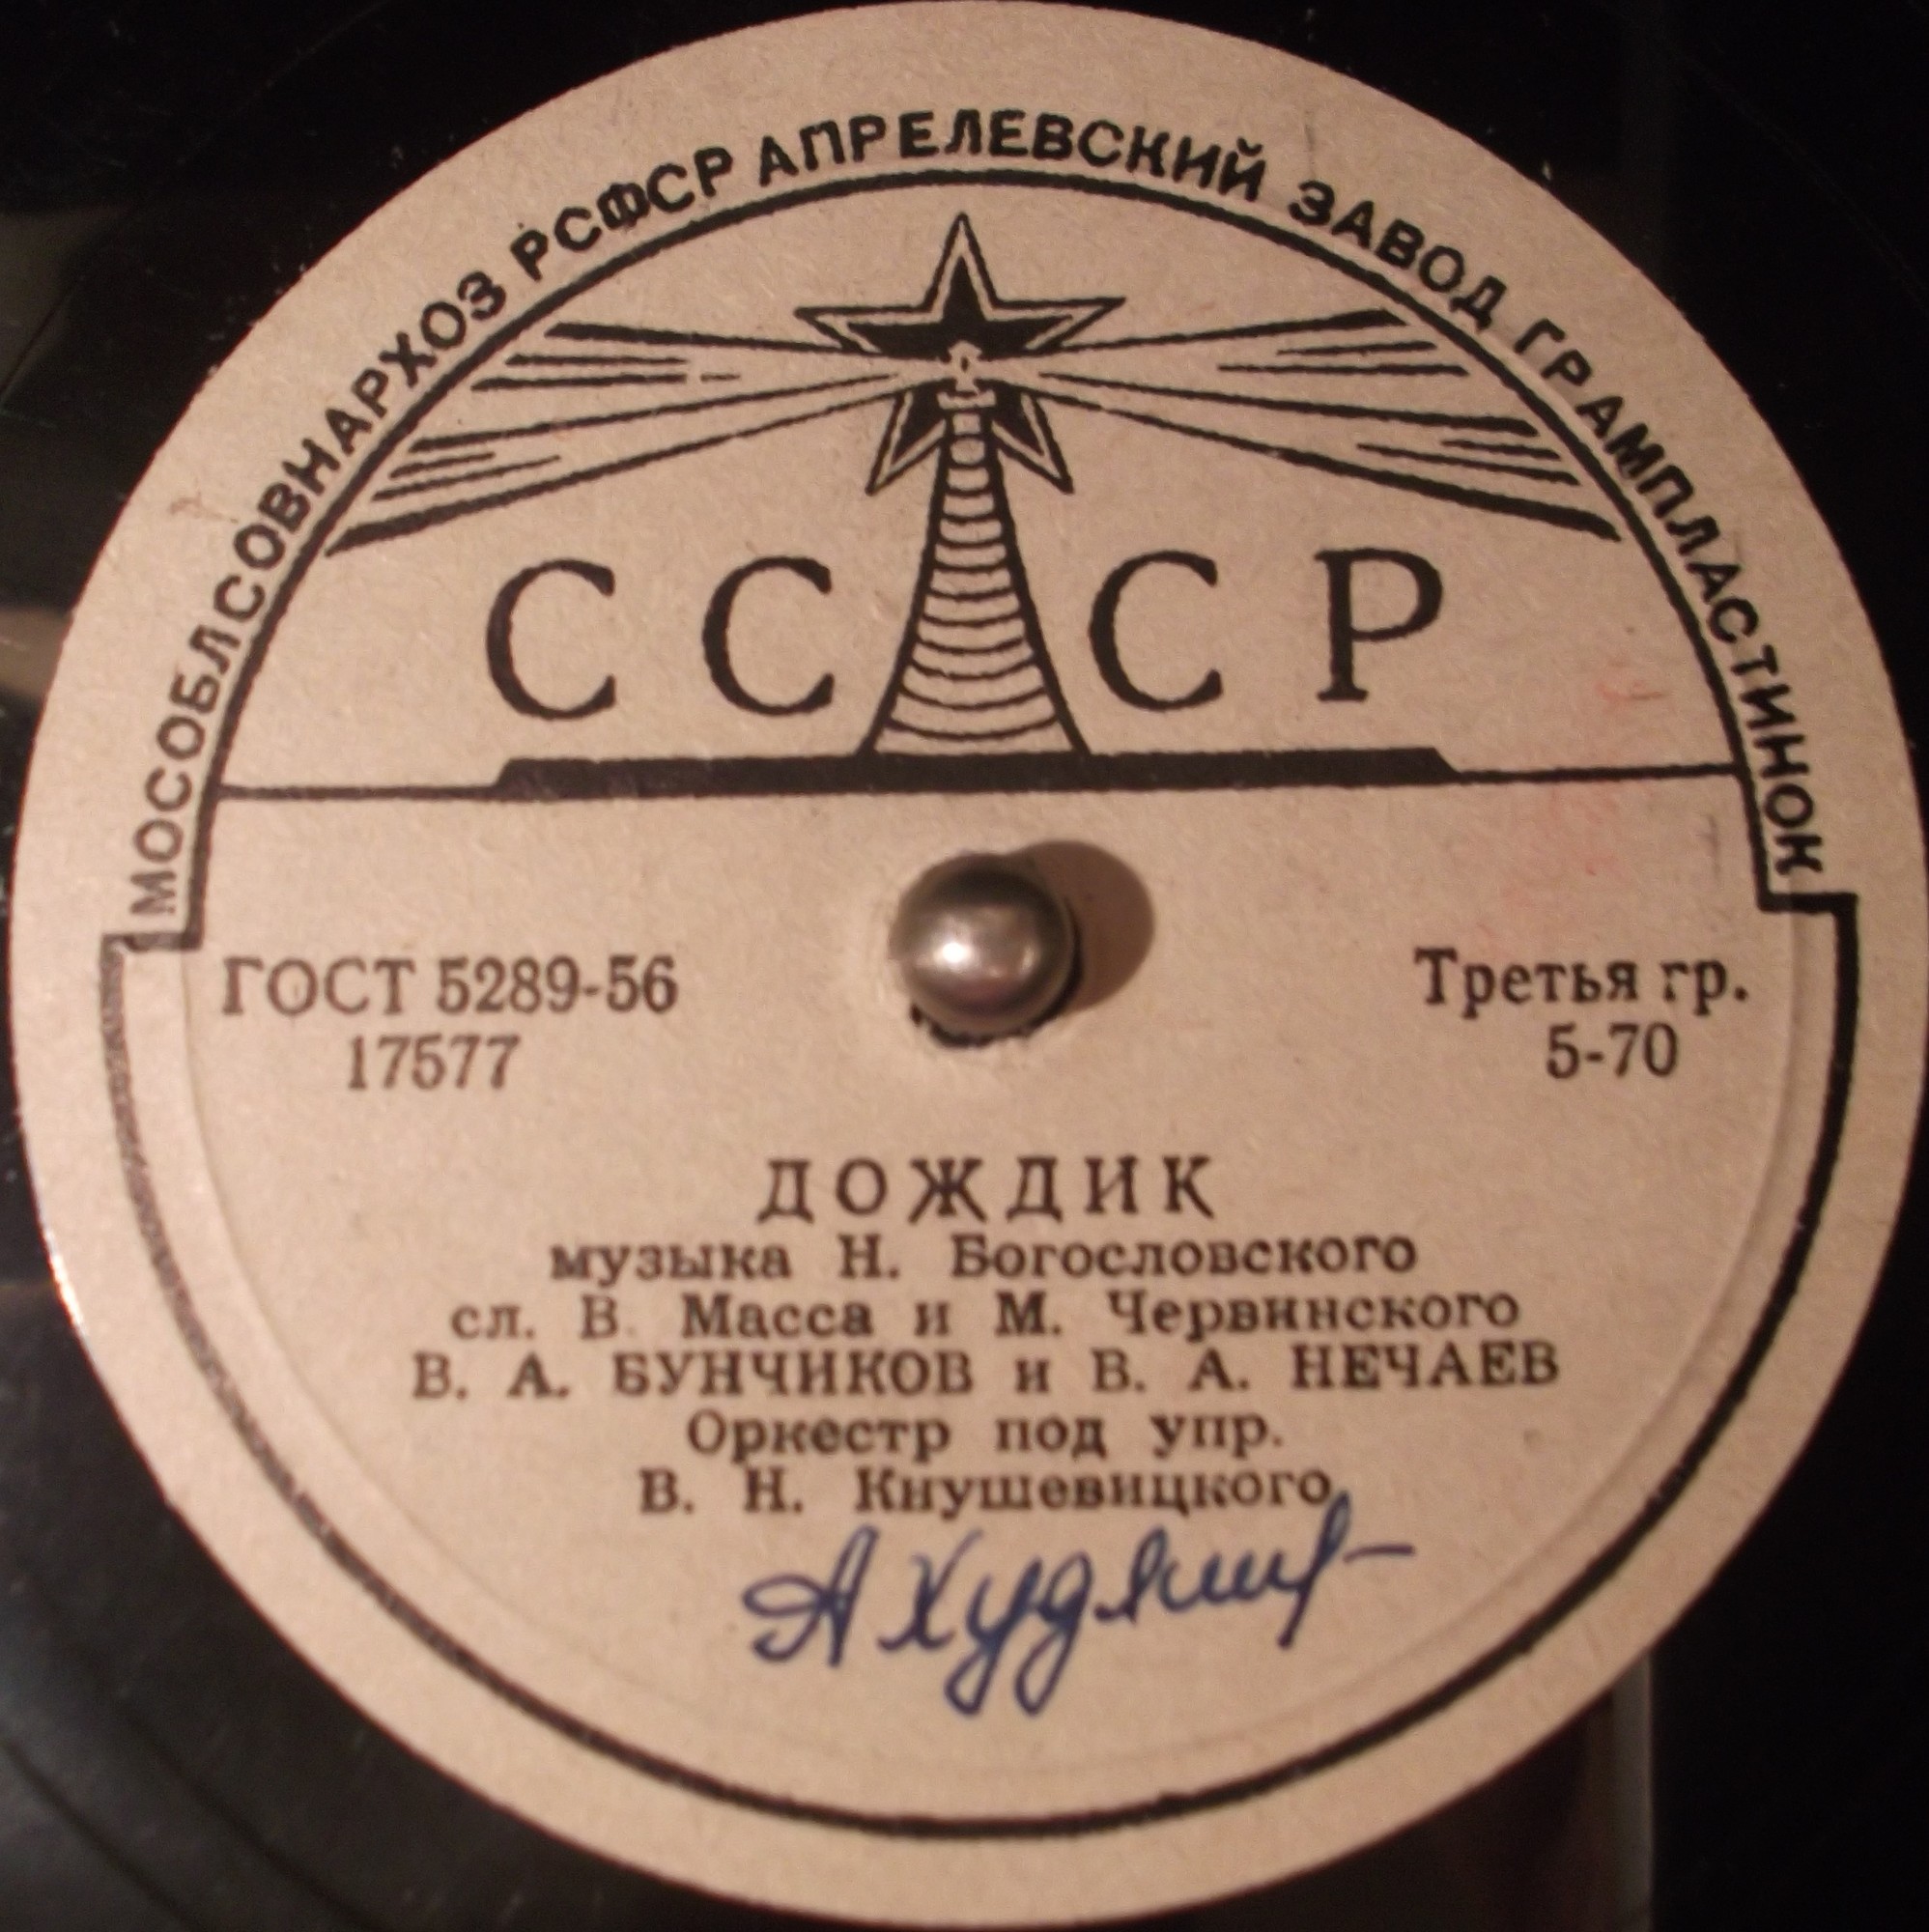 МОСОБЛСОВНАРХОЗ РСФСР АПРЕЛЕВСКИЙ ЗАВОД ГРАМПЛАСТИНОК
СССР
ГОСТ 5289-56
17577
Третья гр.
5-70
ДОЖДИК
музыка Н. Богословского
сл. В. Масса и М. Червинского
В. А. БУНЧИКОВ и В. А. НЕЧАЕВ
Оркестр под упр.
В. Н. Кнушевицкого